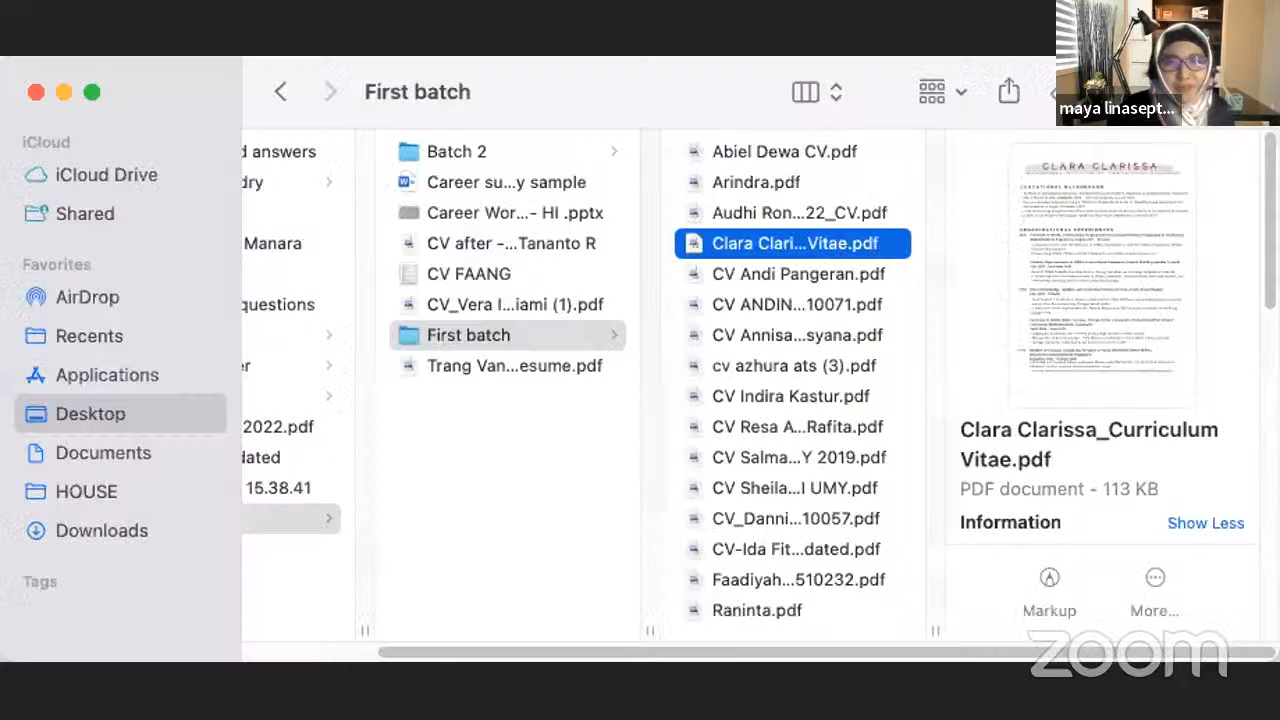 First batch
maya linasept...
iCloud
iCloud Drive
Shared
Favorites
AirDrop
Recents
Applications
Desktop
Documents
HOUSE
Downloads
Tags
d answers
dry
Manara
questions
er
2022.pdf
dated
15.38.41
Batch 2
Career su...y sample
Career Wor...- HI .pptx
CV after -...Tananto R
CV FAANG
Vera I...iami (1).pdf
First batch
Van...esume.pdf
Abiel Dewa CV.pdf
Arindra.pdf
Audhi Ron...22_CV.pdf
Clara Clari...Vitae.pdf
CV Andi Pangeran.pdf
CV ANDI...10071.pdf
CV Annisa...syana.pdf
cv azhura ats (3).pdf
CV Indira Kastur.pdf
CV Resa A...Rafita.pdf
CV Salma...Y 2019.pdf
CV Sheila...I UMY.pdf
CV_Danni...10057.pdf
CV-Ida Fit...dated.pdf
Faadiyah...510232.pdf
Raninta.pdf
CLARA CLARISSA
Clara Clarissa_Curriculum
Vitae.pdf
PDF document - 113 KB
Information
Show Less
Markup
More...
zoom